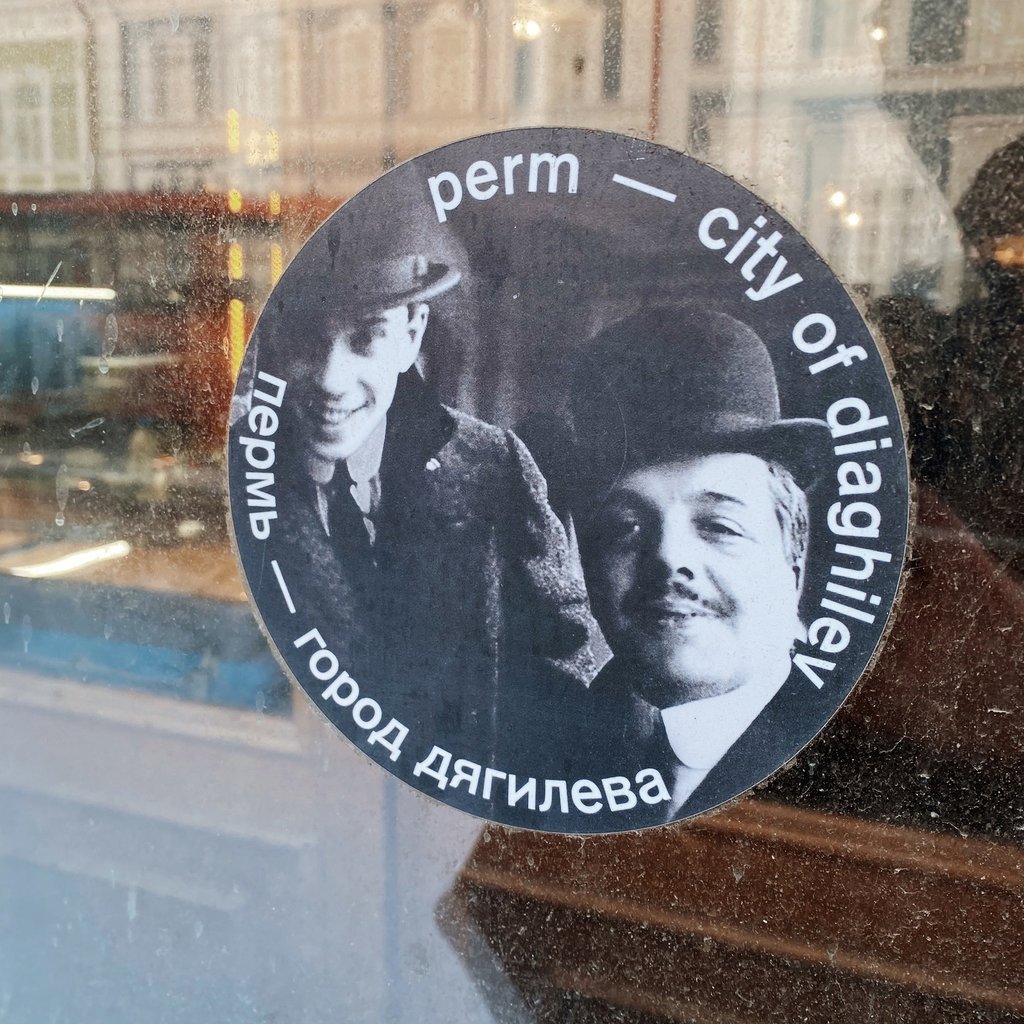 perm — city of diaghilev
пермь — город дягилева